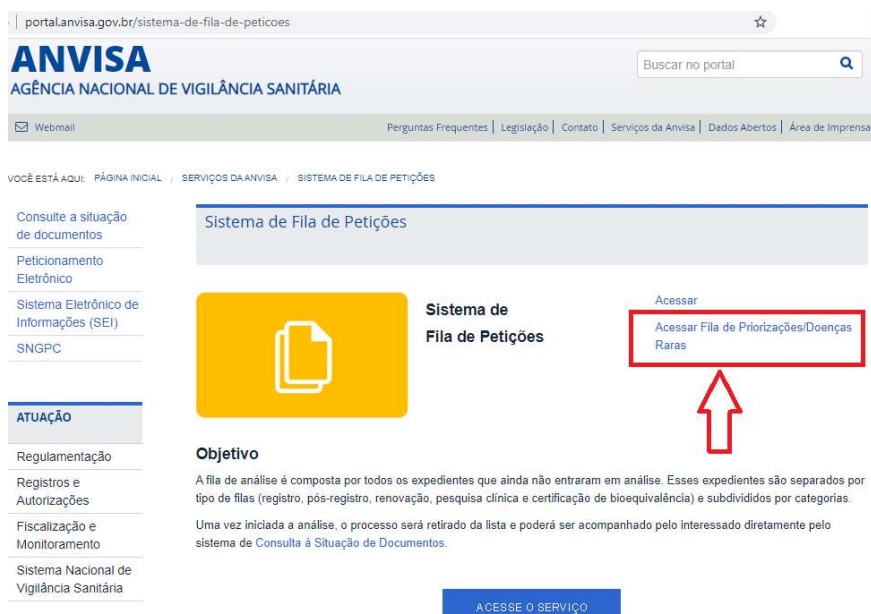 portal.anvisa.gov.br/sistema-de-fila-de-peticoes
ANVISA
AGÊNCIA NACIONAL DE VIGILÂNCIA SANITÁRIA
Buscar no portal
Webmail
Perguntas Frequentes | Legislação | Contato | Serviços da Anvisa | Dados Abertos | Área de Imprensa
VOCÊ ESTÁ AQUI: PÁGINA INICIAL / SERVIÇOS DA ANVISA / SISTEMA DE FILA DE PETIÇÕES
Consulte a situação
de documentos
Peticionamento
Eletrônico
Sistema Eletrônico de
Informações (SEI)
SNGPC
ATUAÇÃO
Regulamentação
Registros e
Autorizações
Fiscalização e
Monitoramento
Sistema Nacional de
Vigilância Sanitária
Sistema de Fila de Petições
Sistema de
Fila de Petições
Acessar
Acessar Fila de Priorizações/Doenças
Raras
Objetivo
A fila de análise é composta por todos os expedientes que ainda não entraram em análise. Esses expedientes são separados por
tipo de filas (registro, pós-registro, renovação, pesquisa clínica e certificação de bioequivalência) e subdivididos por categorias.
Uma vez iniciada a análise, o processo será retirado da lista e poderá ser acompanhado pelo interessado diretamente pelo
sistema de Consulta à Situação de Documentos.
ACESSE O SERVIÇO